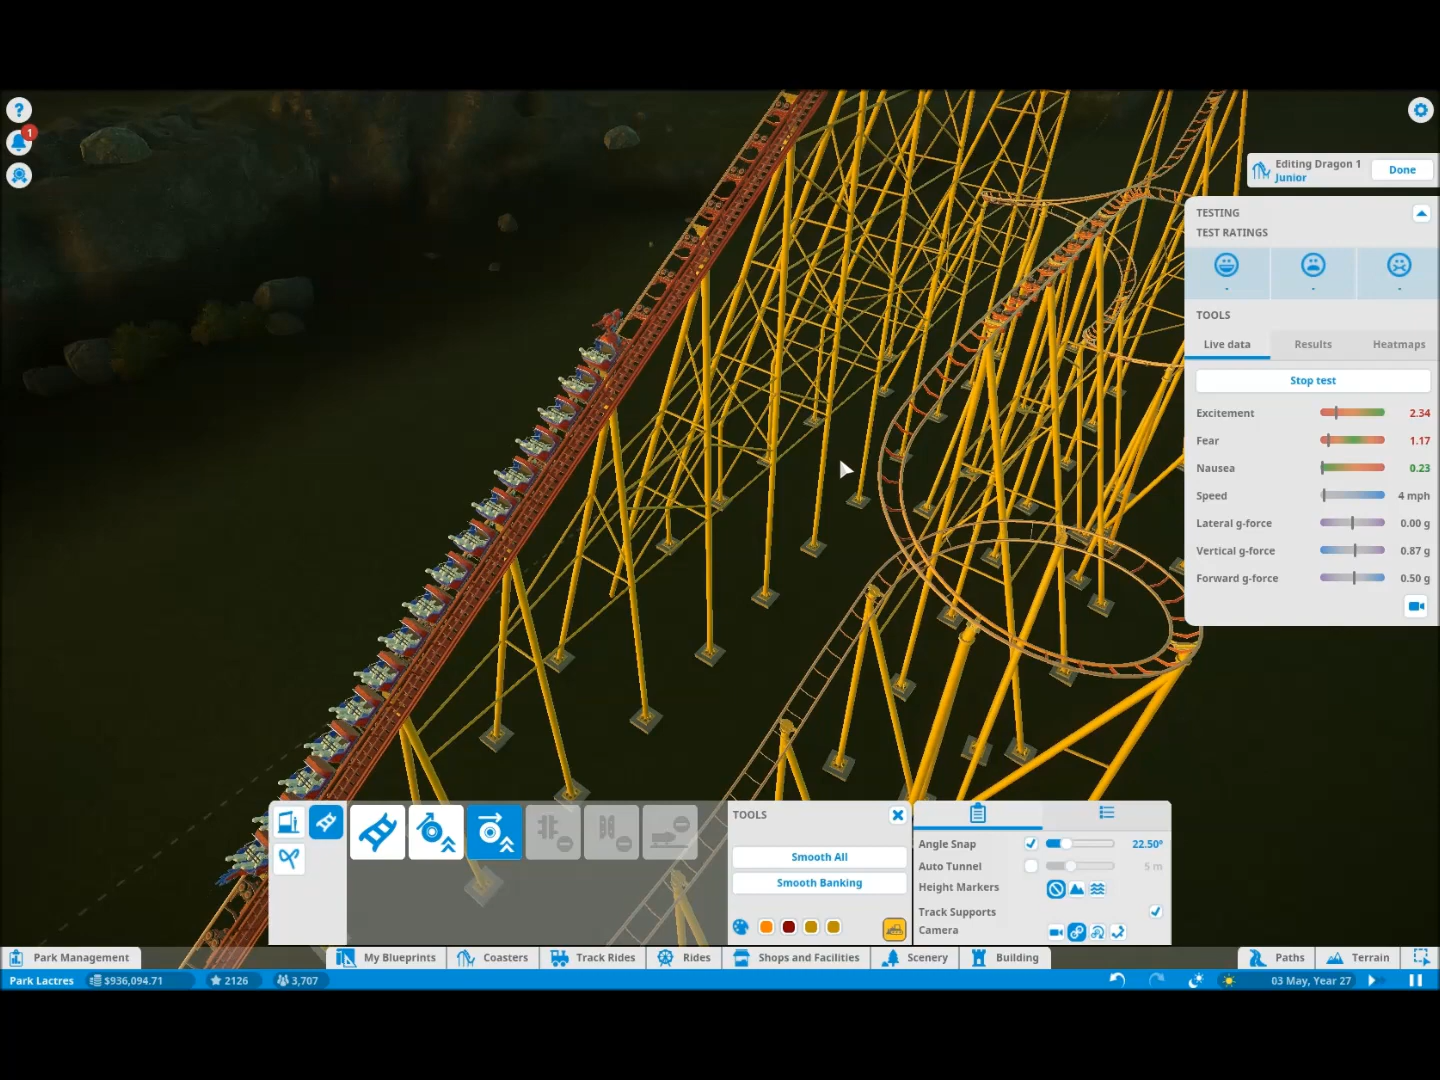 ?
1
Editing Dragon 1
Junior
Done
TESTING
TEST RATINGS
- - -
TOOLS
Live data Results Heatmaps
Stop test
Excitement 2.34
Fear 1.17
Nausea 0.23
Speed 4 mph
Lateral g-force 0.00 g
Vertical g-force 0.87 g
Forward g-force 0.50 g
TOOLS
Smooth All
Smooth Banking
Angle Snap 22.50°
Auto Tunnel 5 m
Height Markers
Track Supports
Camera
Park Management My Blueprints Coasters Track Rides Rides Shops and Facilities Scenery Building Paths Terrain
Park Lactres $936,094.71 2126 3,707 03 May, Year 27